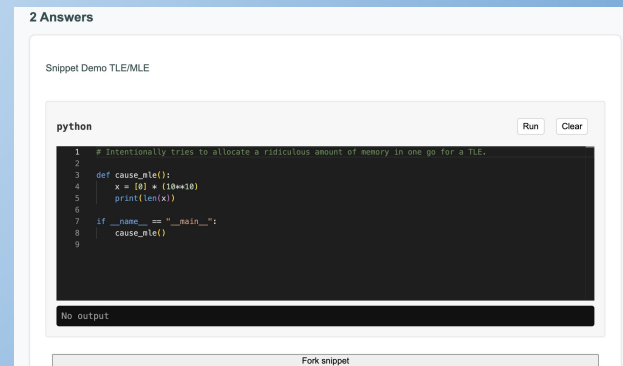 2 Answers
Snippet Demo TLE/MLE
python
Run
Clear
1 # Intentionally tries to allocate a ridiculous amount of memory in one go for a TLE.
2
3 def cause_mle():
4     x = [0] * (10**10)
5     print(len(x))
6
7 if __name__ == "__main__":
8     cause_mle()
9
No output
Fork snippet